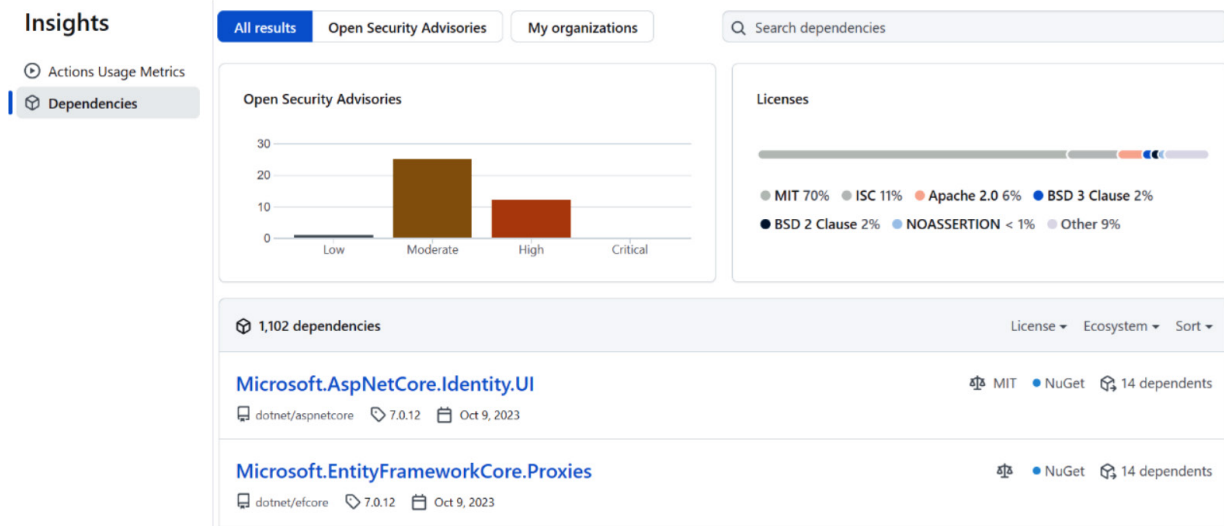 Insights
Actions Usage Metrics
Dependencies
All results Open Security Advisories My organizations Search dependencies
Open Security Advisories
30
20
10
0
Low Moderate High Critical
Licenses
MIT 70% ISC 11% Apache 2.0 6% BSD 3 Clause 2%
BSD 2 Clause 2% NOASSERTION < 1% Other 9%
1,102 dependencies License Ecosystem Sort
Microsoft.AspNetCore.Identity.UI MIT NuGet 14 dependents
dotnet/aspnetcore 7.0.12 Oct 9, 2023
Microsoft.EntityFrameworkCore.Proxies NuGet 14 dependents
dotnet/efcore 7.0.12 Oct 9, 2023